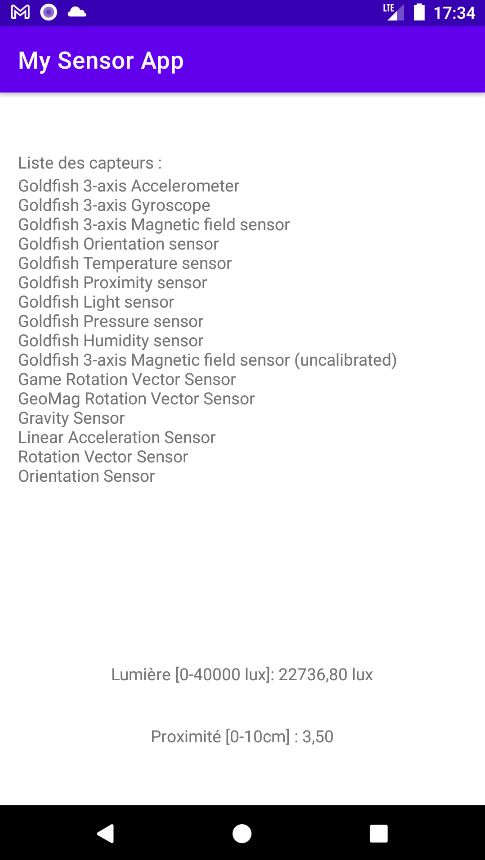 LTE 17:34
My Sensor App
Liste des capteurs :
Goldfish 3-axis Accelerometer
Goldfish 3-axis Gyroscope
Goldfish 3-axis Magnetic field sensor
Goldfish Orientation sensor
Goldfish Temperature sensor
Goldfish Proximity sensor
Goldfish Light sensor
Goldfish Pressure sensor
Goldfish Humidity sensor
Goldfish 3-axis Magnetic field sensor (uncalibrated)
Game Rotation Vector Sensor
GeoMag Rotation Vector Sensor
Gravity Sensor
Linear Acceleration Sensor
Rotation Vector Sensor
Orientation Sensor
Lumière [0-40000 lux]: 22736,80 lux
Proximité [0-10cm] : 3,50